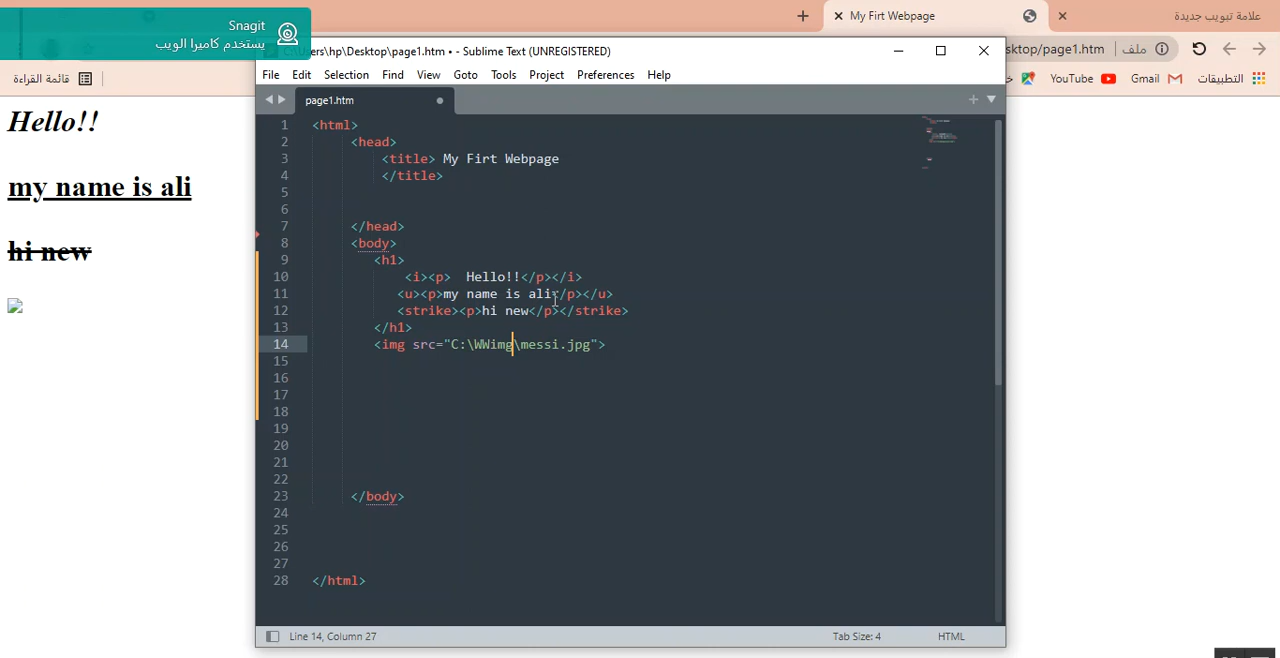 Snagit
يستخدم كاميرا الويب
My Firt Webpage
علامة تبويب جديدة
sktop/page1.htm
ملف
قائمة القراءة
YouTube
Gmail
التطبيقات
Users\hp\Desktop\page1.htm • - Sublime Text (UNREGISTERED)
File Edit Selection Find View Goto Tools Project Preferences Help
page1.htm
Hello!!
my name is ali
hi new
1 <html>
2 <head>
3 <title> My Firt Webpage
4 </title>
5
6
7 </head>
8 <body>
9 <h1>
10 <i><p> Hello!!</p></i>
11 <u><p>my name is ali</p></u>
12 <strike><p>hi new</p></strike>
13 </h1>
14 <img src="C:\WWimg\messi.jpg">
15
16
17
18
19
20
21
22
23 </body>
24
25
26
27
28 </html>
Line 14, Column 27
Tab Size: 4
HTML